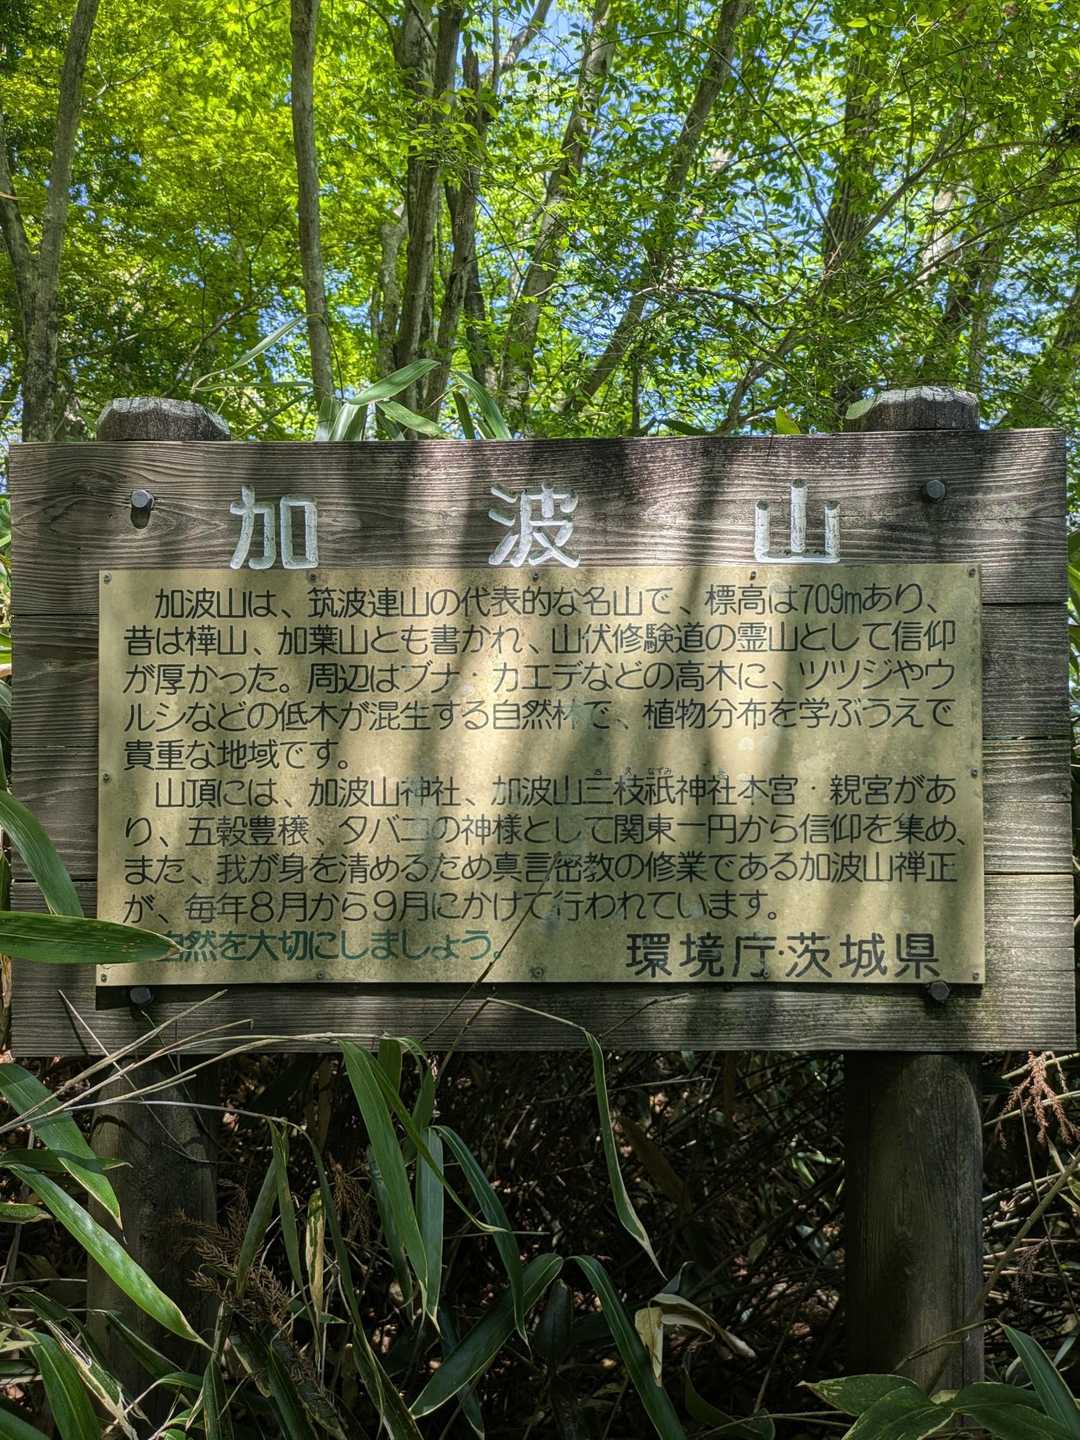 加波山
加波山は、筑波連山の代表的な名山で、標高は709mあり、
昔は樺山、加葉山とも書かれ、山伏修験道の霊山として信仰
が厚かった。周辺はブナ・カエデなどの高木に、ツツジやウ
ルシなどの低木が混生する自然林で、植物分布を学ぶうえで
貴重な地域です。
山頂には、加波山神社、加波山三枝祇神社本宮・親宮があ
り、五穀豊穣、タバコの神様として関東一円から信仰を集め、
また、我が身を清めるため真言密教の修業である加波山禅正
が、毎年8月から9月にかけて行われています。
自然を大切にしましょう。
環境庁・茨城県